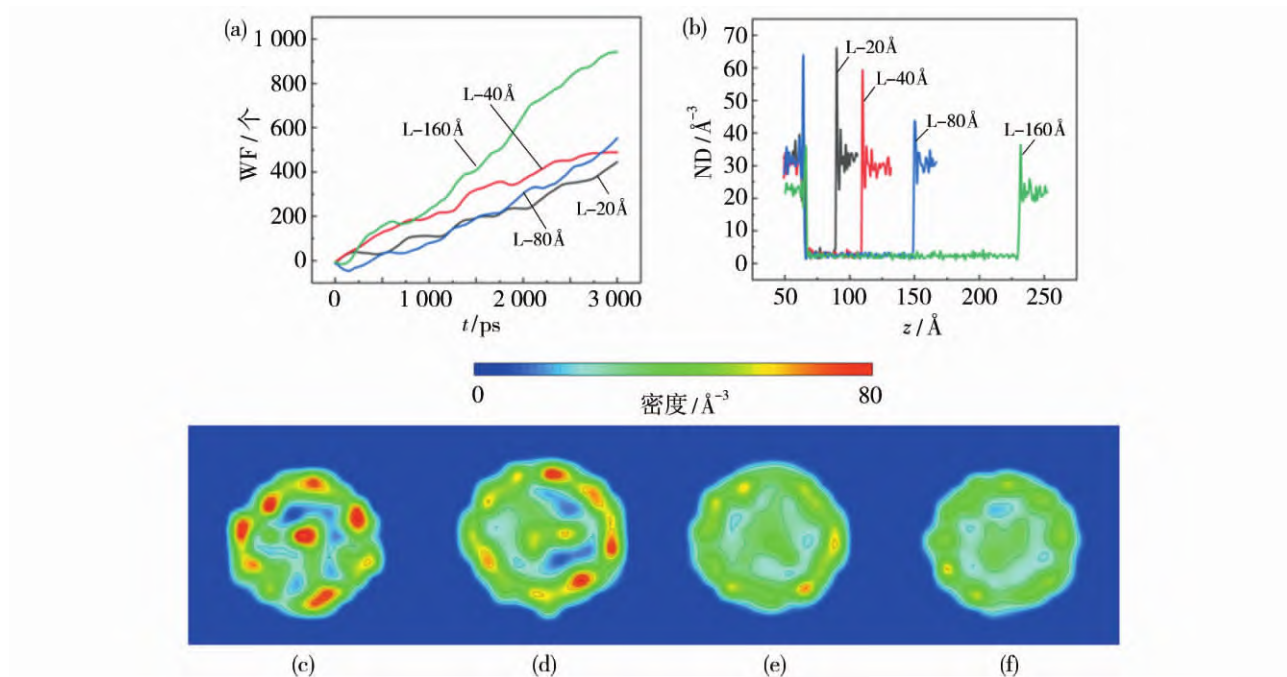 (a)
1 000
800
600
400
200
0
WF / 个
L-160Å
L-40Å
L-80Å
L-20Å
0
1 000
2 000
3 000
t/ps
(b)
70
60
50
40
30
20
10
0
ND / Å⁻³
L-20Å
L-40Å
L-80Å
L-160Å
50
100
150
200
250
z / Å
0
80
密度/Å⁻³
(c)
(d)
(e)
(f)